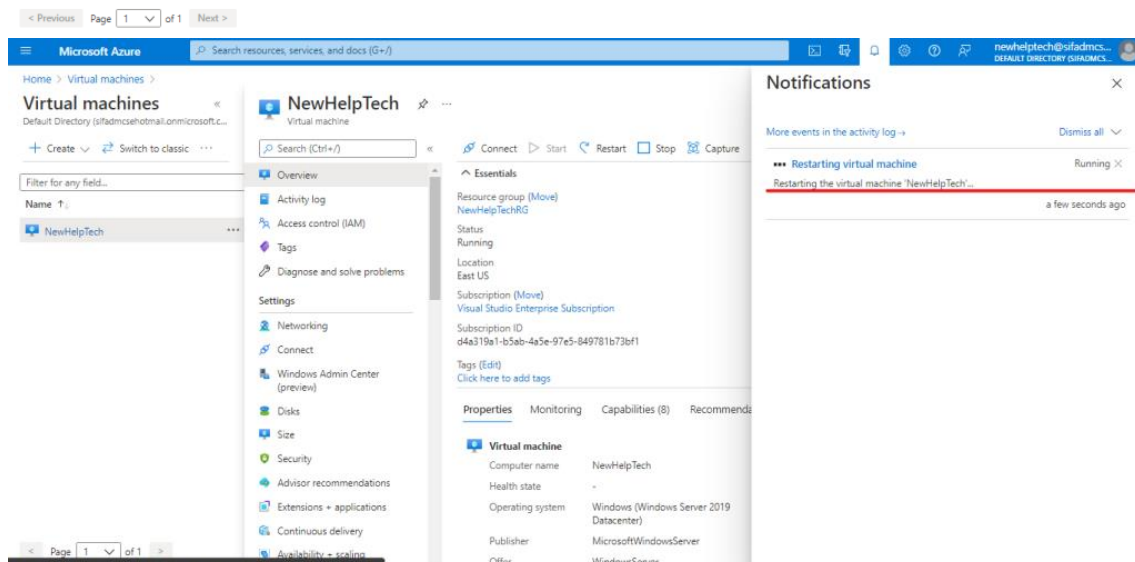 < Previous Page 1 of 1 Next >
Microsoft Azure
Search resources, services, and docs (G+/)
newhelptech@sifadmcs...
DEFAULT DIRECTORY (SIFADMCS...
Home > Virtual machines >
Virtual machines
Default Directory (sifadmcsehotmail.onmicrosoft.c...
+ Create Switch to classic ...
Filter for any field...
Name ↑↓
NewHelpTech ...
< Page 1 of 1 >
NewHelpTech ...
Virtual machine
Search (Ctrl+/) «
Overview
Activity log
Access control (IAM)
Tags
Diagnose and solve problems
Settings
Networking
Connect
Windows Admin Center
(preview)
Disks
Size
Security
Advisor recommendations
Extensions + applications
Continuous delivery
Availability + scaling
Connect Start Restart Stop Capture
Essentials
Resource group (Move)
NewHelpTechRG
Status
Running
Location
East US
Subscription (Move)
Visual Studio Enterprise Subscription
Subscription ID
d4a319a1-b5ab-4a5e-97e5-849781b73bf1
Tags (Edit)
Click here to add tags
Properties Monitoring Capabilities (8) Recommenda
Virtual machine
Computer name NewHelpTech
Health state -
Operating system Windows (Windows Server 2019
Datacenter)
Publisher MicrosoftWindowsServer
Offer WindowsServer
Notifications
More events in the activity log → Dismiss all
Restarting virtual machine Running
Restarting the virtual machine 'NewHelpTech'...
a few seconds ago